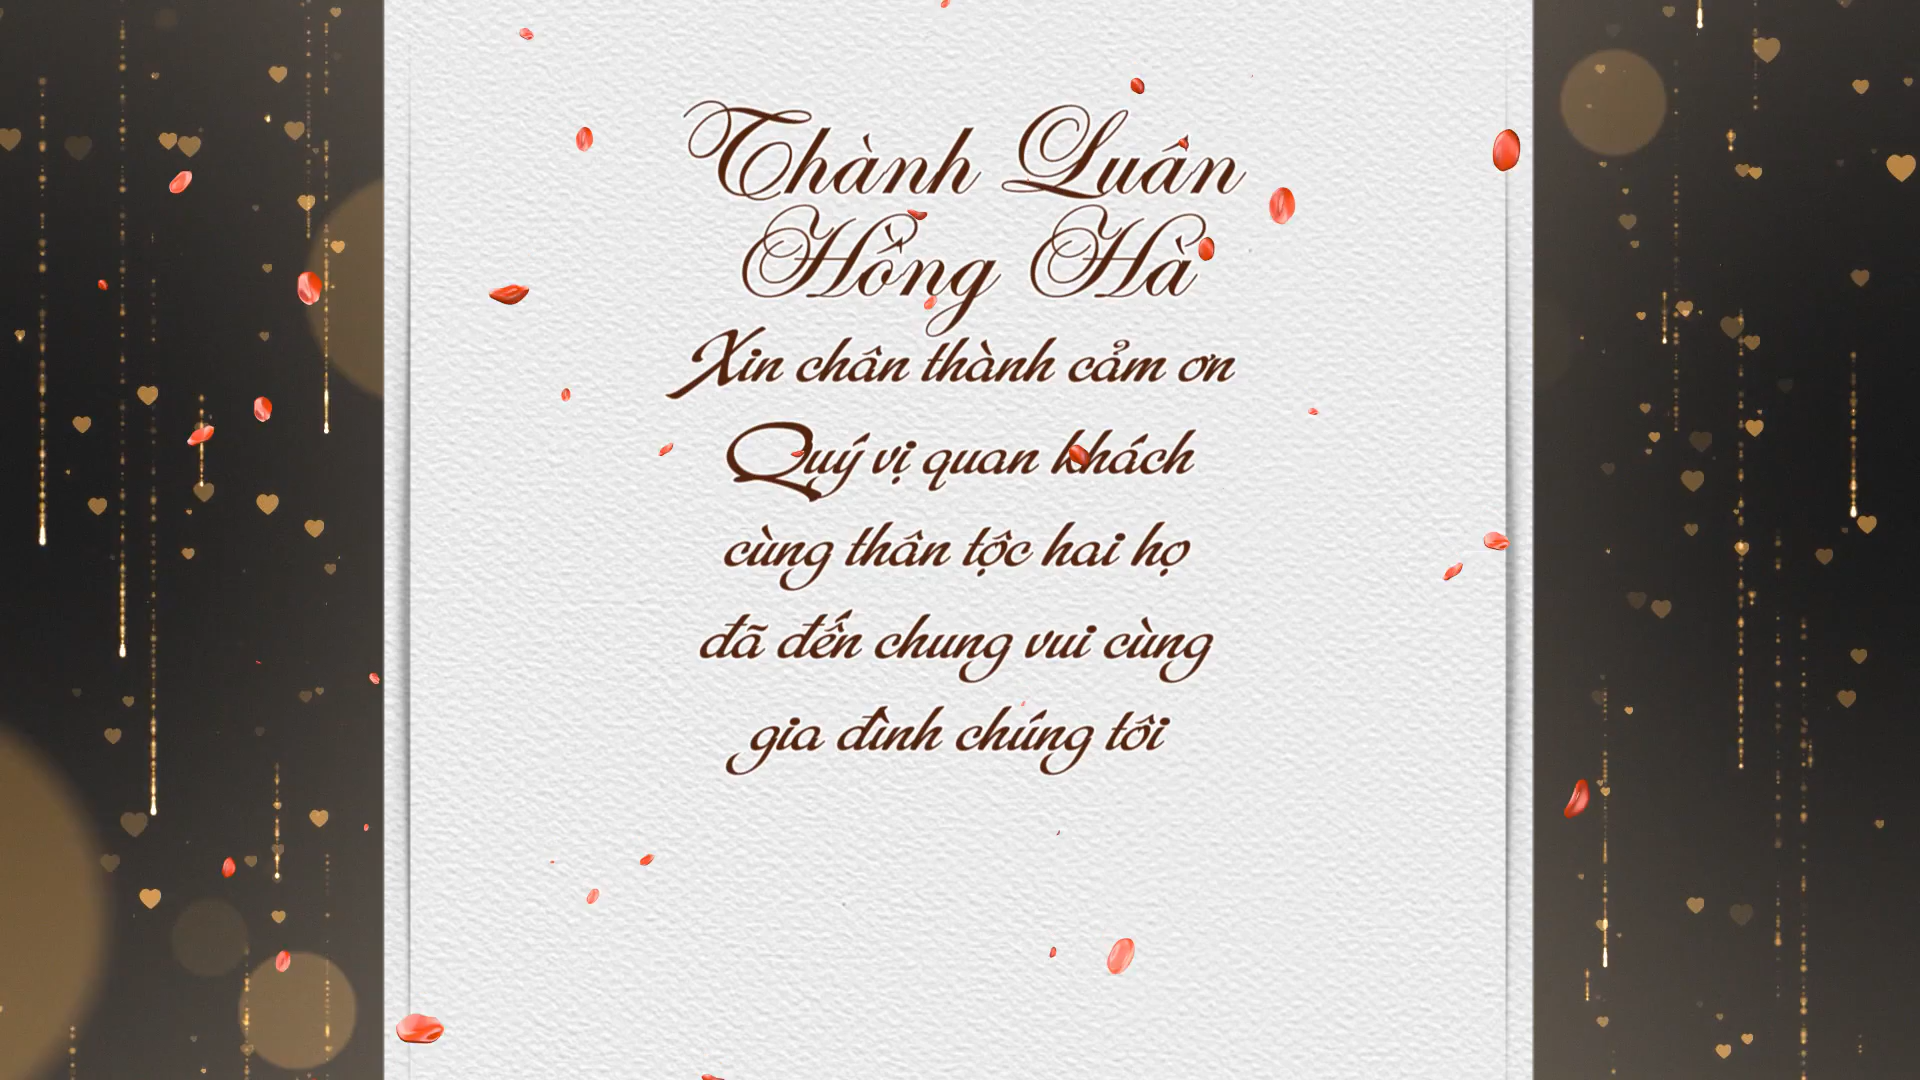 Thành Luân
Hồng Hà
Xin chân thành cảm ơn
Quý vị quan khách
cùng thân tộc hai họ
đã đến chung vui cùng
gia đình chúng tôi